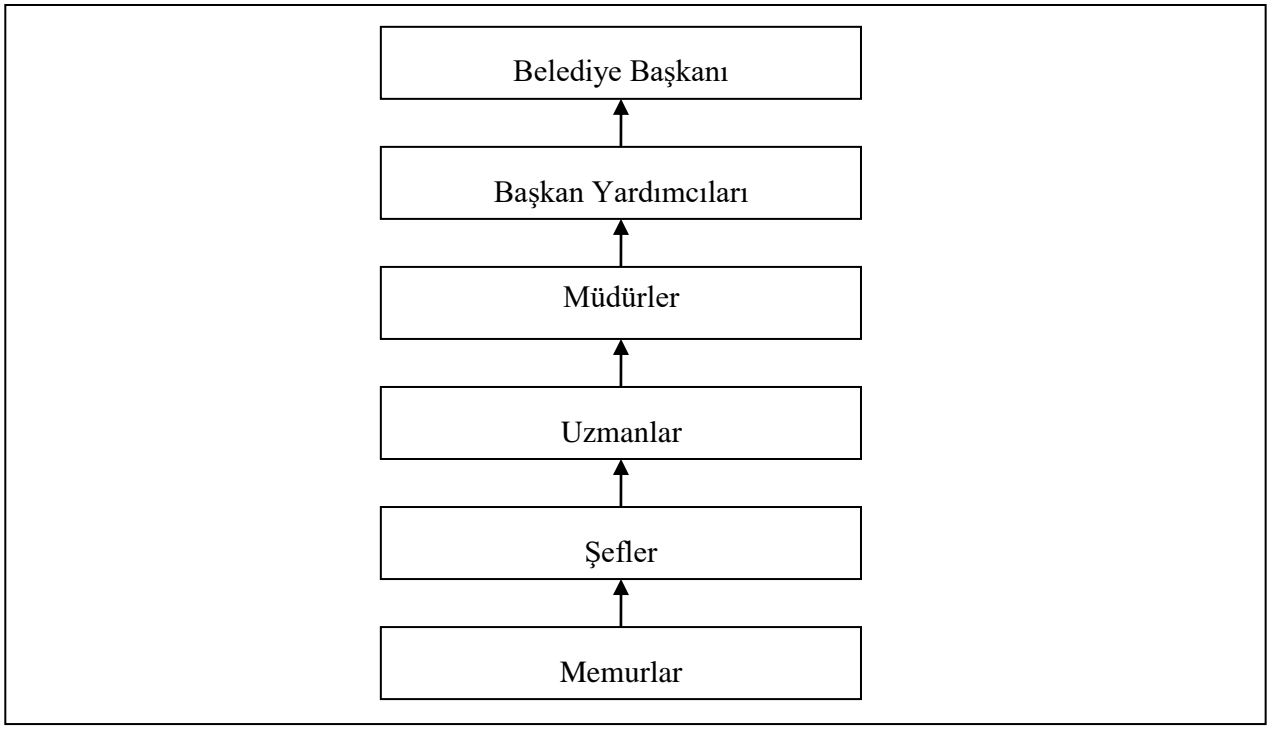 Belediye Başkanı
Başkan Yardımcıları
Müdürler
Uzmanlar
Şefler
Memurlar